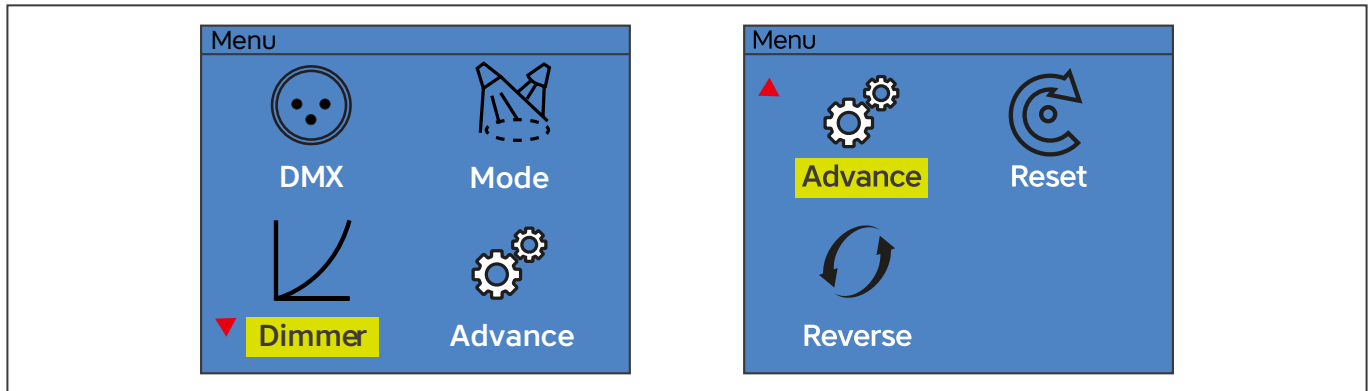 Menu
DMX
Mode
Dimmer
Advance
Menu
Advance
Reset
Reverse